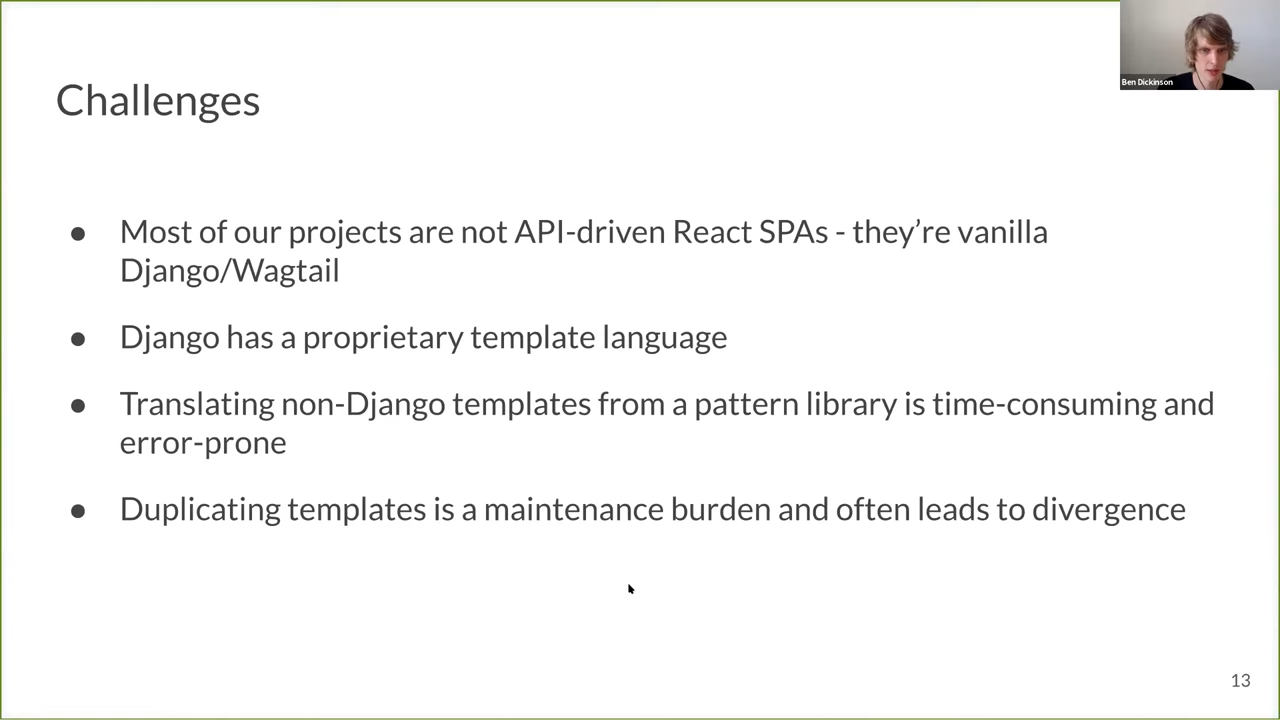 Ben Dickinson
Challenges
● Most of our projects are not API-driven React SPAs - they’re vanilla
Django/Wagtail
● Django has a proprietary template language
● Translating non-Django templates from a pattern library is time-consuming and
error-prone
● Duplicating templates is a maintenance burden and often leads to divergence
13